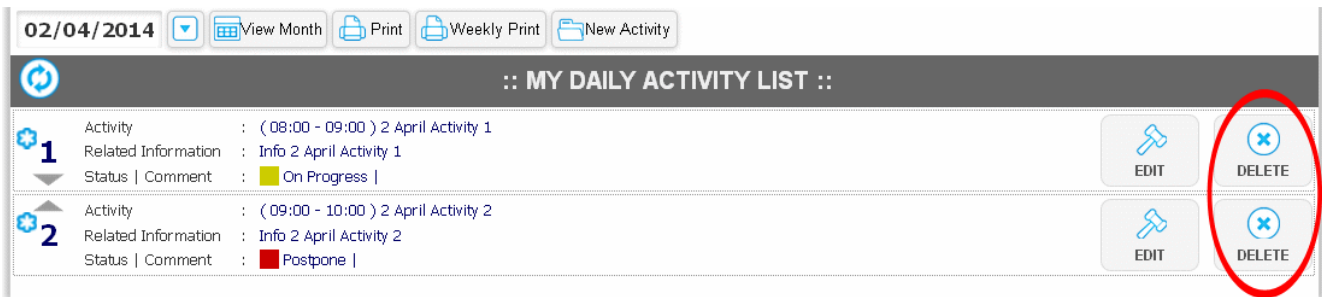 02/04/2014 View Month Print Weekly Print New Activity
:: MY DAILY ACTIVITY LIST ::
1
Activity : ( 08:00 - 09:00 ) 2 April Activity 1
Related Information : Info 2 April Activity 1
Status | Comment : On Progress |
EDIT DELETE
2
Activity : ( 09:00 - 10:00 ) 2 April Activity 2
Related Information : Info 2 April Activity 2
Status | Comment : Postpone |
EDIT DELETE